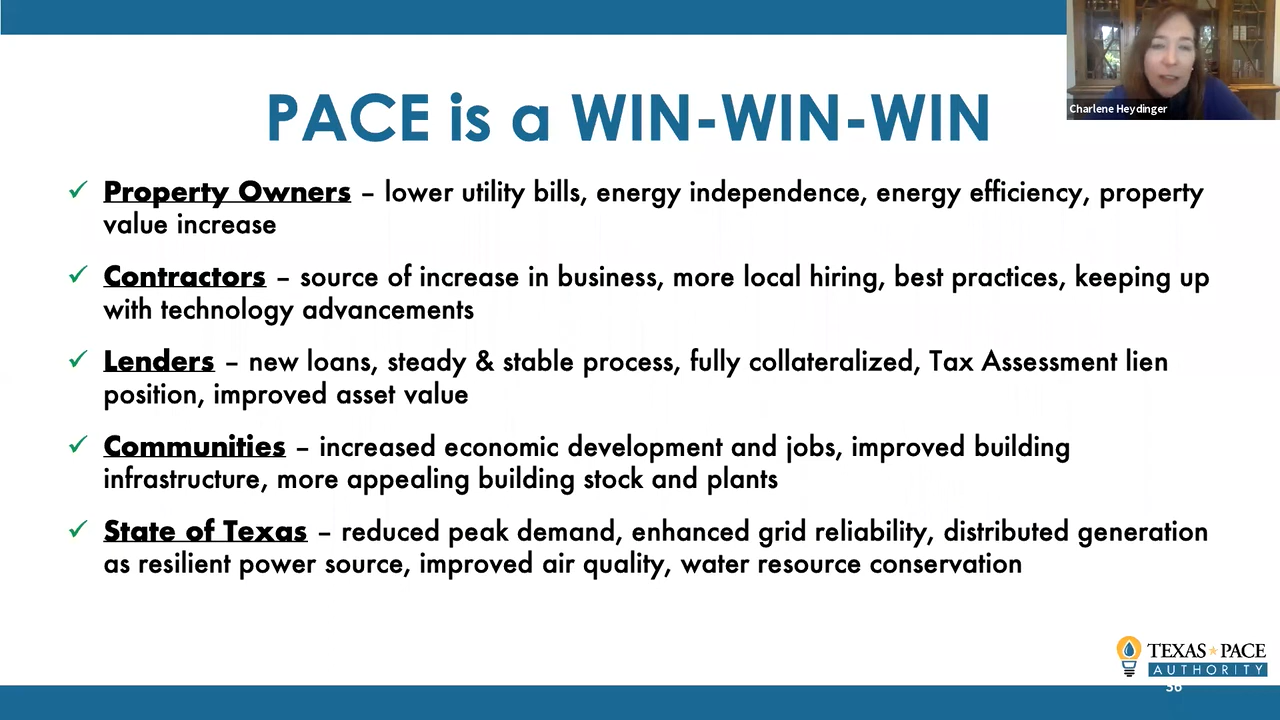 PACE is a WIN-WIN-WIN
Charlene Heydinger
✓ Property Owners – lower utility bills, energy independence, energy efficiency, property
value increase
✓ Contractors – source of increase in business, more local hiring, best practices, keeping up
with technology advancements
✓ Lenders – new loans, steady & stable process, fully collateralized, Tax Assessment lien
position, improved asset value
✓ Communities – increased economic development and jobs, improved building
infrastructure, more appealing building stock and plants
✓ State of Texas – reduced peak demand, enhanced grid reliability, distributed generation
as resilient power source, improved air quality, water resource conservation
TEXAS PACE
AUTHORITY
36